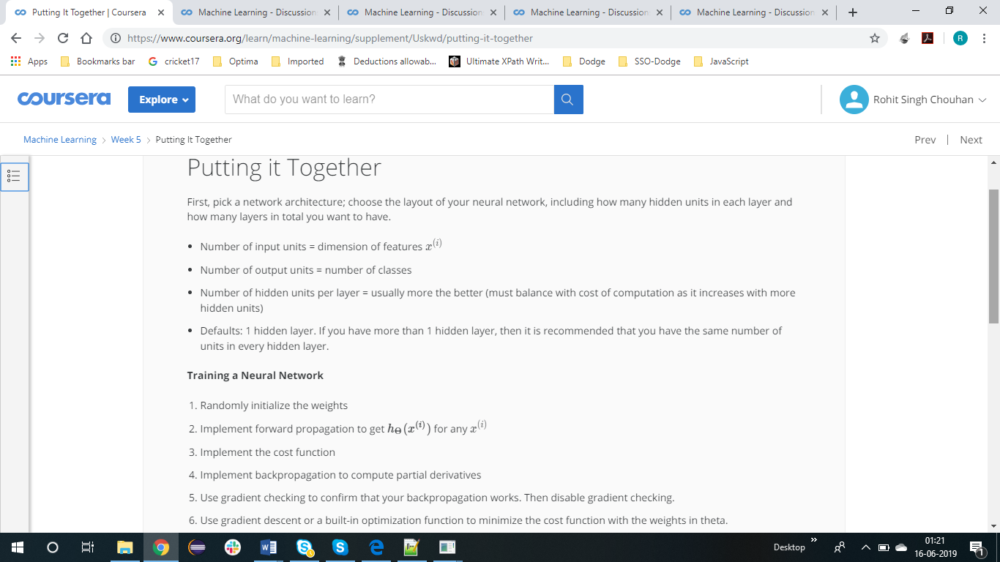 Putting It Together | Coursera
Machine Learning - Discussion
Machine Learning - Discussion
Machine Learning - Discussion
Machine Learning - Discussion
https://www.coursera.org/learn/machine-learning/supplement/Uskwd/putting-it-together
R
Apps
Bookmarks bar
cricket17
Optima
Imported
Deductions allowab...
Ultimate XPath Writ...
Dodge
SSO-Dodge
JavaScript
coursera
Explore
What do you want to learn?
Rohit Singh Chouhan
Machine Learning > Week 5 > Putting It Together
Prev | Next
Putting it Together
First, pick a network architecture; choose the layout of your neural network, including how many hidden units in each layer and
how many layers in total you want to have.
• Number of input units = dimension of features x^(i)
• Number of output units = number of classes
• Number of hidden units per layer = usually more the better (must balance with cost of computation as it increases with more
hidden units)
• Defaults: 1 hidden layer. If you have more than 1 hidden layer, then it is recommended that you have the same number of
units in every hidden layer.
Training a Neural Network
1. Randomly initialize the weights
2. Implement forward propagation to get hΘ(x^(i)) for any x^(i)
3. Implement the cost function
4. Implement backpropagation to compute partial derivatives
5. Use gradient checking to confirm that your backpropagation works. Then disable gradient checking.
6. Use gradient descent or a built-in optimization function to minimize the cost function with the weights in theta.
Desktop
01:21
16-06-2019
1